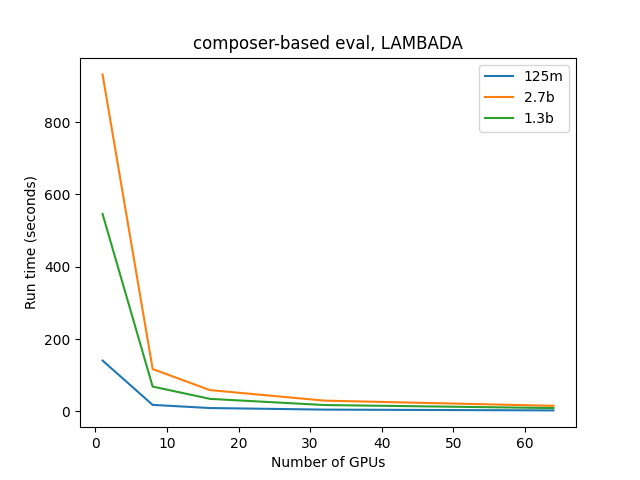 composer-based eval, LAMBADA
125m
2.7b
1.3b
Run time (seconds)
800
600
400
200
0
0 10 20 30 40 50 60
Number of GPUs